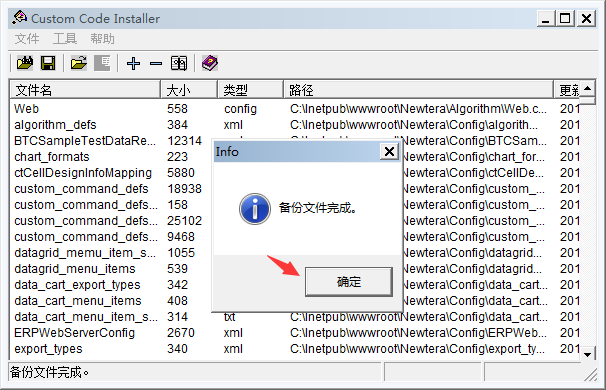 Custom Code Installer
文件 工具 帮助
文件名 大小 类型 路径 更新
Web 558 config C:\Inetpub\wwwroot\Newtera\Algorithm\Web.c... 201
algorithm_defs 384 xml C:\Inetpub\wwwroot\Newtera\Config\algorith... 201
BTCSampleTestDataRe... 12314 C:\Inetpub\wwwroot\Newtera\Config\BTCSam... 201
chart_formats 223 C:\Inetpub\wwwroot\Newtera\Config\chart_for... 201
ctCellDesignInfoMapping 5880 C:\Inetpub\wwwroot\Newtera\Config\ctCellDe... 201
custom_command_defs 18938 C:\Inetpub\wwwroot\Newtera\Config\custom_... 201
custom_command_defs... 158 C:\Inetpub\wwwroot\Newtera\Config\custom_... 201
custom_command_defs... 25102 C:\Inetpub\wwwroot\Newtera\Config\custom_... 201
custom_command_defs... 9468 C:\Inetpub\wwwroot\Newtera\Config\custom_... 201
datagrid_memu_item_s... 1055 C:\Inetpub\wwwroot\Newtera\Config\datagrid... 201
datagrid_menu_items 539 C:\Inetpub\wwwroot\Newtera\Config\datagrid... 201
data_cart_export_types 342 C:\Inetpub\wwwroot\Newtera\Config\data_cart... 201
data_cart_menu_items 408 C:\Inetpub\wwwroot\Newtera\Config\data_cart... 201
data_cart_menu_item_s... 314 txt C:\Inetpub\wwwroot\Newtera\Config\data_cart... 201
ERPWebServerConfig 2670 xml C:\Inetpub\wwwroot\Newtera\Config\ERPWe... 201
export_types 340 xml C:\Inetpub\wwwroot\Newtera\Config\export_ty... 201
Info
备份文件完成。
确定
备份文件完成。